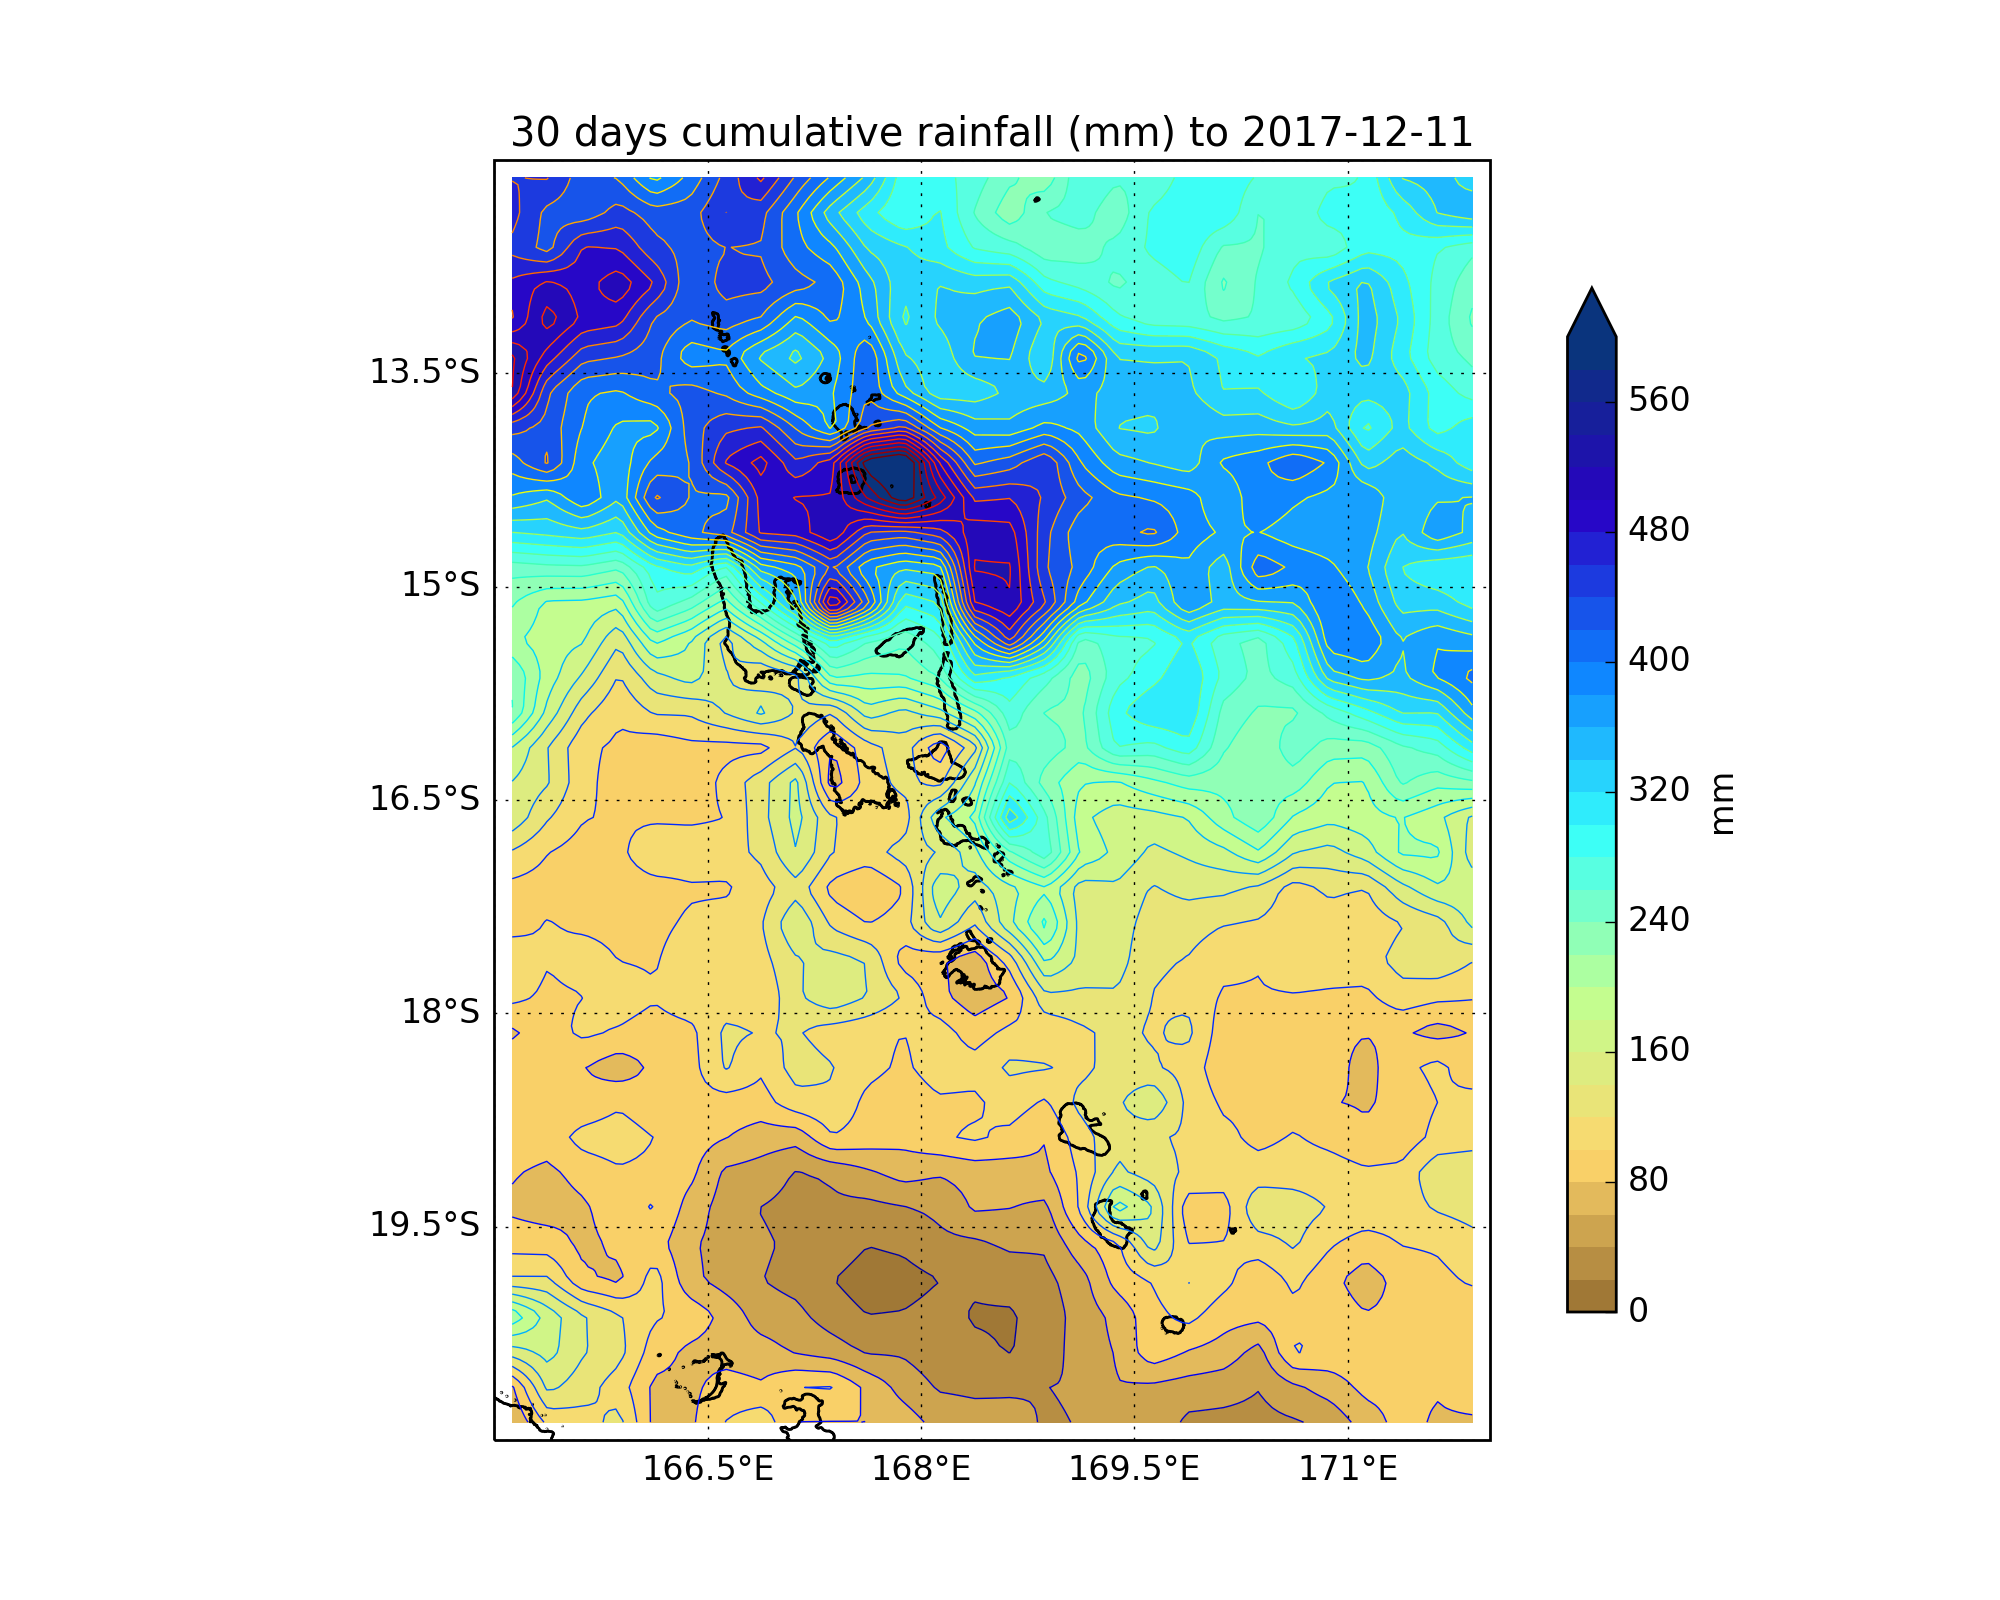 30 days cumulative rainfall (mm) to 2017-12-11
13.5°S
15°S
16.5°S
18°S
19.5°S
166.5°E
168°E
169.5°E
171°E
560
480
400
320
240
160
80
0
mm